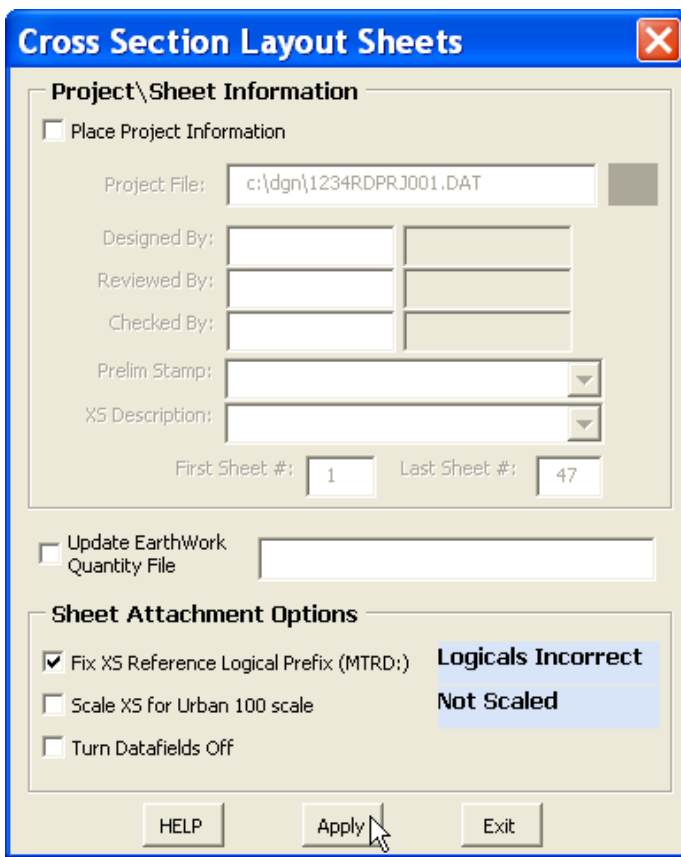 Cross Section Layout Sheets
Project\Sheet Information
Place Project Information
Project File: c:\dgn\1234RDPRJ001.DAT
Designed By:
Reviewed By:
Checked By:
Prelim Stamp:
XS Description:
First Sheet #: 1 Last Sheet #: 47
Update EarthWork
Quantity File
Sheet Attachment Options
Fix XS Reference Logical Prefix (MTRD:) Logicals Incorrect
Scale XS for Urban 100 scale Not Scaled
Turn Datafields Off
HELP Apply Exit